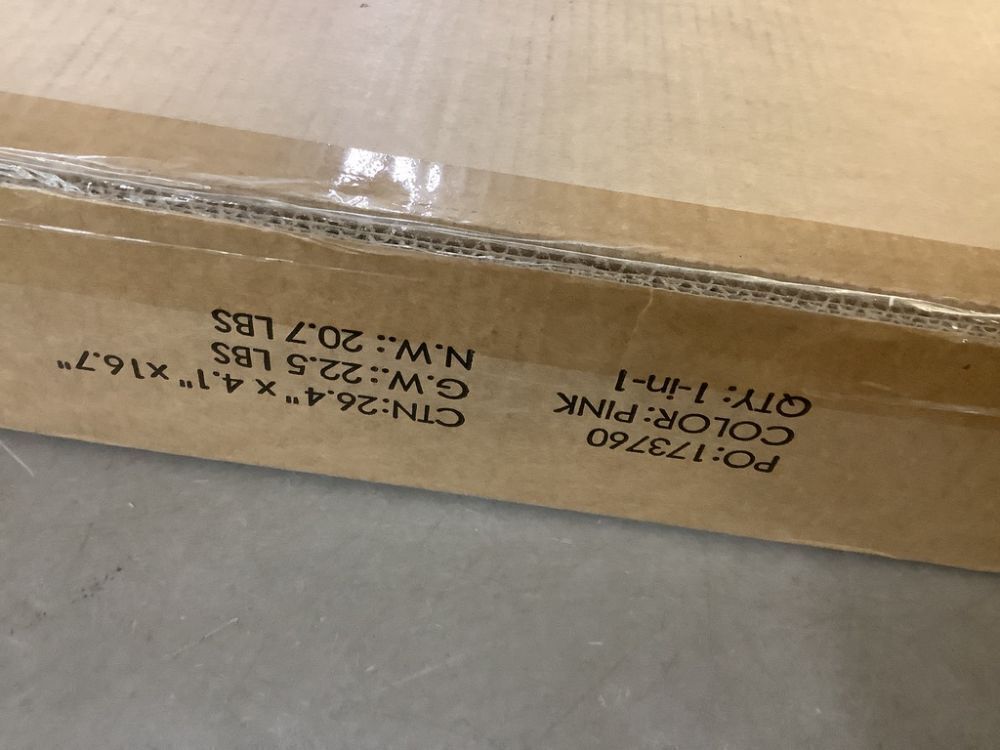 PO:173760
COLOR: PINK
QTY: 1-in-1
CTN:26.4" x 4.1" x16.7"
G.W.:22.5 LBS
N.W.: 20.7 LBS